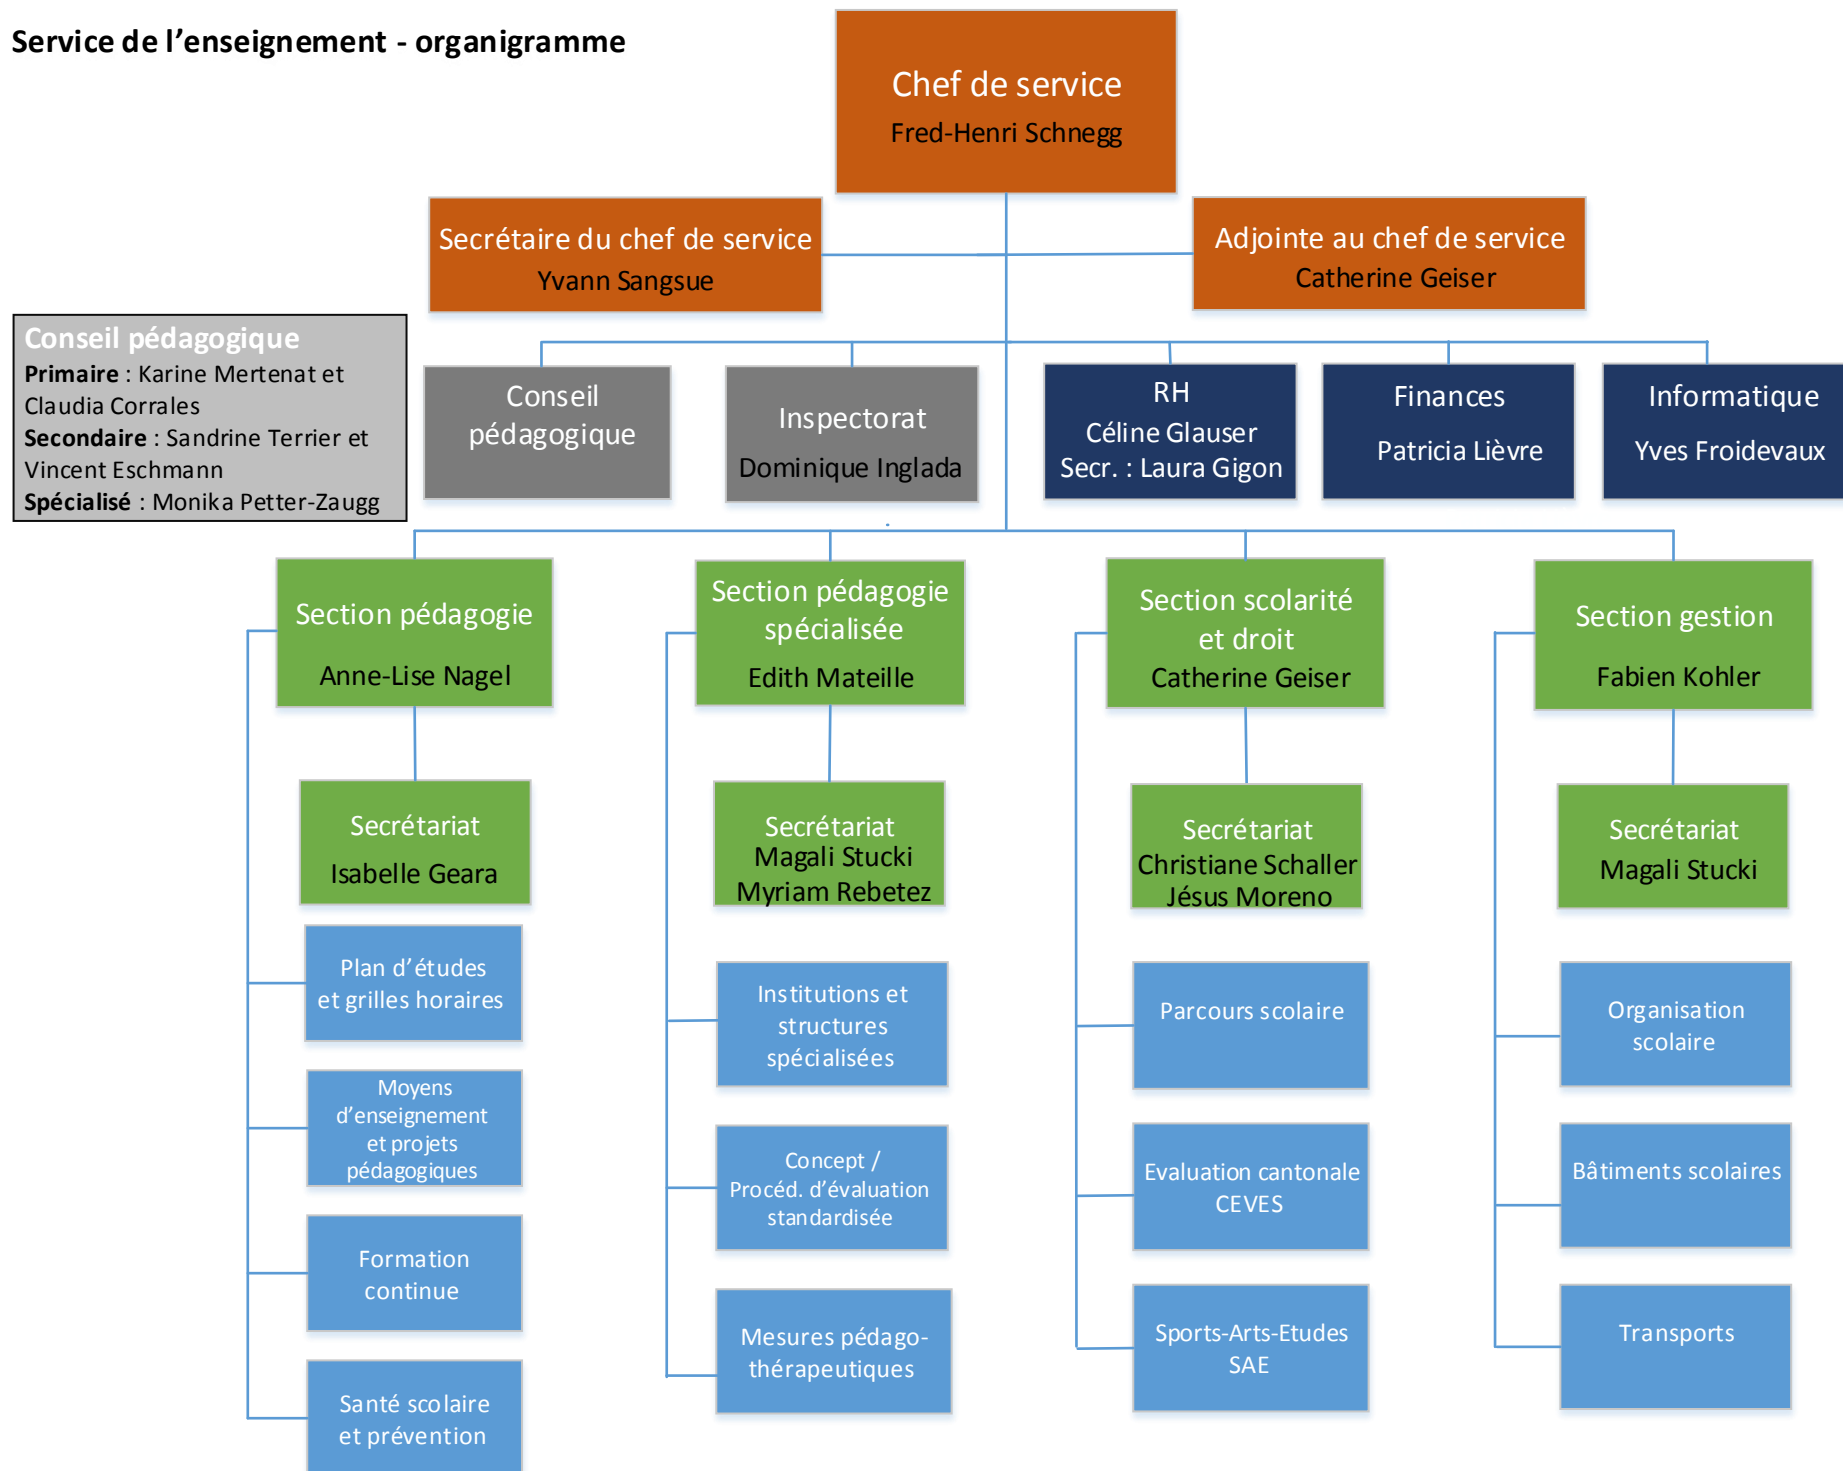 Service de l’enseignement - organigramme
Chef de service
Fred-Henri Schnegg
Secrétaire du chef de service
Yvann Sangsue
Adjointe au chef de service
Catherine Geiser
Conseil pédagogique
Primaire : Karine Mertenat et
Claudia Corrales
Secondaire : Sandrine Terrier et
Vincent Eschmann
Spécialisé : Monika Petter-Zaugg
Conseil
pédagogique
Inspectorat
Dominique Inglada
RH
Céline Glauser
Secr. : Laura Gigon
Finances
Patricia Lièvre
Informatique
Yves Froidevaux
Section pédagogie
Anne-Lise Nagel
Section pédagogie
spécialisée
Edith Mateille
Section scolarité
et droit
Catherine Geiser
Section gestion
Fabien Kohler
Secrétariat
Isabelle Geara
Secrétariat
Magali Stucki
Myriam Rebetez
Secrétariat
Christiane Schaller
Jésus Moreno
Secrétariat
Magali Stucki
Plan d’études
et grilles horaires
Moyens
d’enseignement
et projets
pédagogiques
Formation
continue
Santé scolaire
et prévention
Institutions et
structures
spécialisées
Concept /
Procéd. d’évaluation
standardisée
Mesures pédago-
thérapeutiques
Parcours scolaire
Evaluation cantonale
CEVES
Sports-Arts-Etudes
SAE
Organisation
scolaire
Bâtiments scolaires
Transports